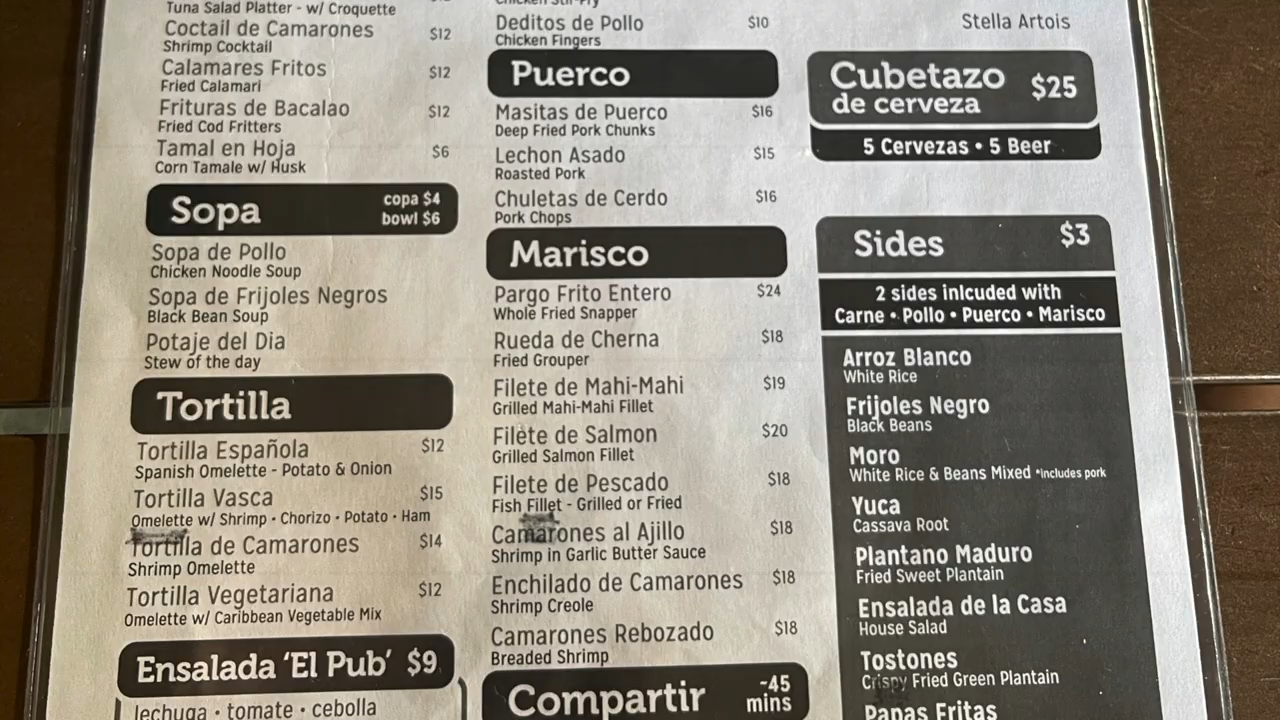 Tuna Salad Platter - w/ Croquette
Coctail de Camarones $12
Shrimp Cocktail
Calamares Fritos $12
Fried Calamari
Frituras de Bacalao $12
Fried Cod Fritters
Tamal en Hoja $6
Corn Tamale w/ Husk
Sopa copa $4
bowl $6
Sopa de Pollo
Chicken Noodle Soup
Sopa de Frijoles Negros
Black Bean Soup
Potaje del Dia
Stew of the day
Tortilla
Tortilla Española $12
Spanish Omelette - Potato & Onion
Tortilla Vasca $15
Omelette w/ Shrimp • Chorizo • Potato • Ham
Tortilla de Camarones $14
Shrimp Omelette
Tortilla Vegetariana $12
Omelette w/ Caribbean Vegetable Mix
Ensalada 'El Pub' $9
lechuga • tomate • cebolla
Chicken Stir-Fry
Deditos de Pollo $10
Chicken Fingers
Puerco
Masitas de Puerco $16
Deep Fried Pork Chunks
Lechon Asado $15
Roasted Pork
Chuletas de Cerdo $16
Pork Chops
Marisco
Pargo Frito Entero $24
Whole Fried Snapper
Rueda de Cherna $18
Fried Grouper
Filete de Mahi-Mahi $19
Grilled Mahi-Mahi Fillet
Filete de Salmon $20
Grilled Salmon Fillet
Filete de Pescado $18
Fish Fillet - Grilled or Fried
Camarones al Ajillo $18
Shrimp in Garlic Butter Sauce
Enchilado de Camarones $18
Shrimp Creole
Camarones Rebozado $18
Breaded Shrimp
Compartir ~45
mins
Stella Artois
Cubetazo $25
de cerveza
5 Cervezas • 5 Beer
Sides $3
2 sides inlcuded with
Carne • Pollo • Puerco • Marisco
Arroz Blanco
White Rice
Frijoles Negro
Black Beans
Moro
White Rice & Beans Mixed *includes pork
Yuca
Cassava Root
Plantano Maduro
Fried Sweet Plantain
Ensalada de la Casa
House Salad
Tostones
Crispy Fried Green Plantain
Papas Fritas